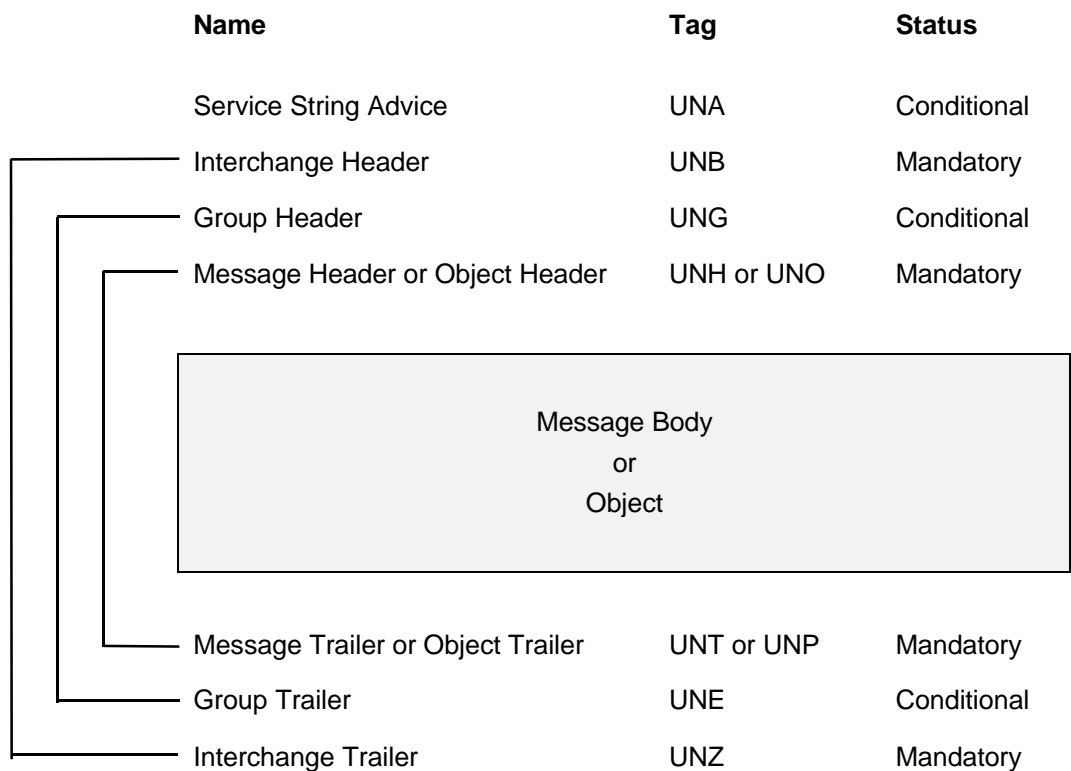 Name Tag Status
Service String Advice UNA Conditional
Interchange Header UNB Mandatory
Group Header UNG Conditional
Message Header or Object Header UNH or UNO Mandatory
Message Body
or
Object
Message Trailer or Object Trailer UNT or UNP Mandatory
Group Trailer UNE Conditional
Interchange Trailer UNZ Mandatory